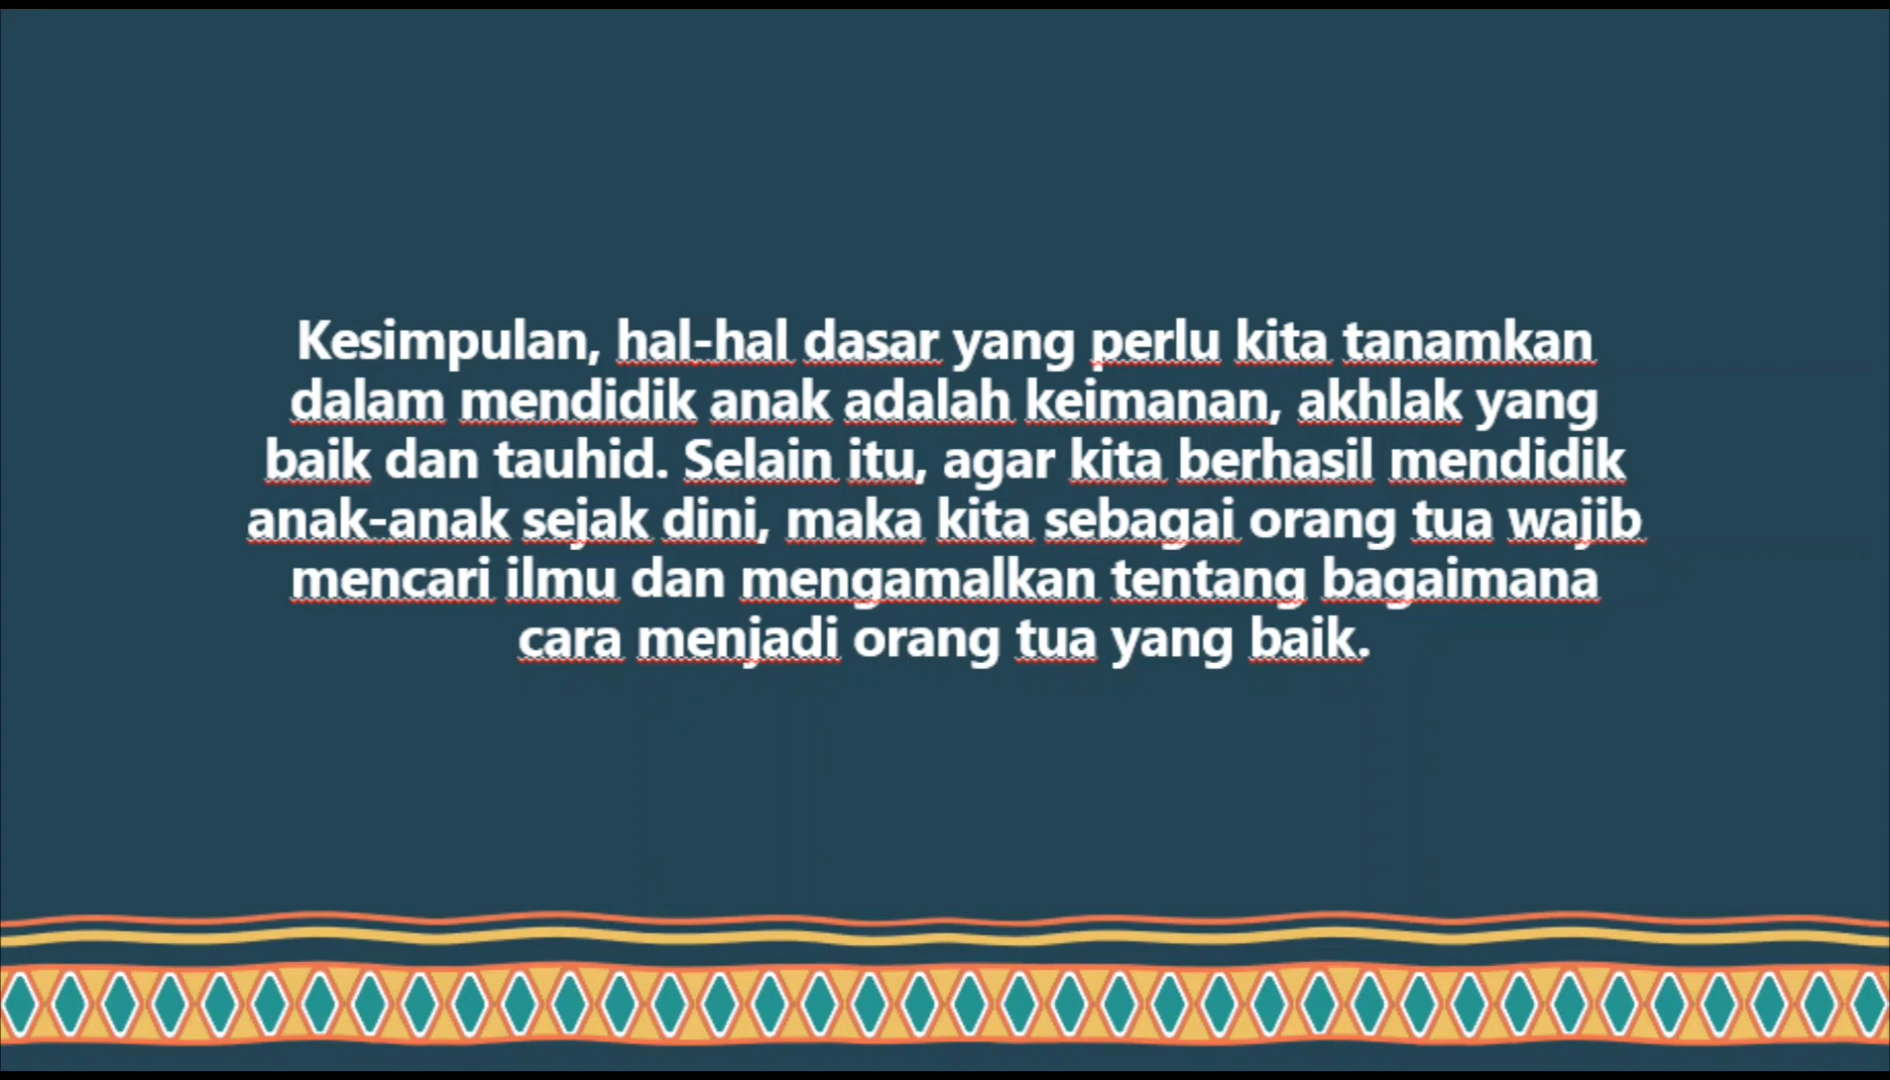 Kesimpulan, hal-hal dasar yang perlu kita tanamkan
dalam mendidik anak adalah keimanan, akhlak yang
baik dan tauhid. Selain itu, agar kita berhasil mendidik
anak-anak sejak dini, maka kita sebagai orang tua wajib
mencari ilmu dan mengamalkan tentang bagaimana
cara menjadi orang tua yang baik.